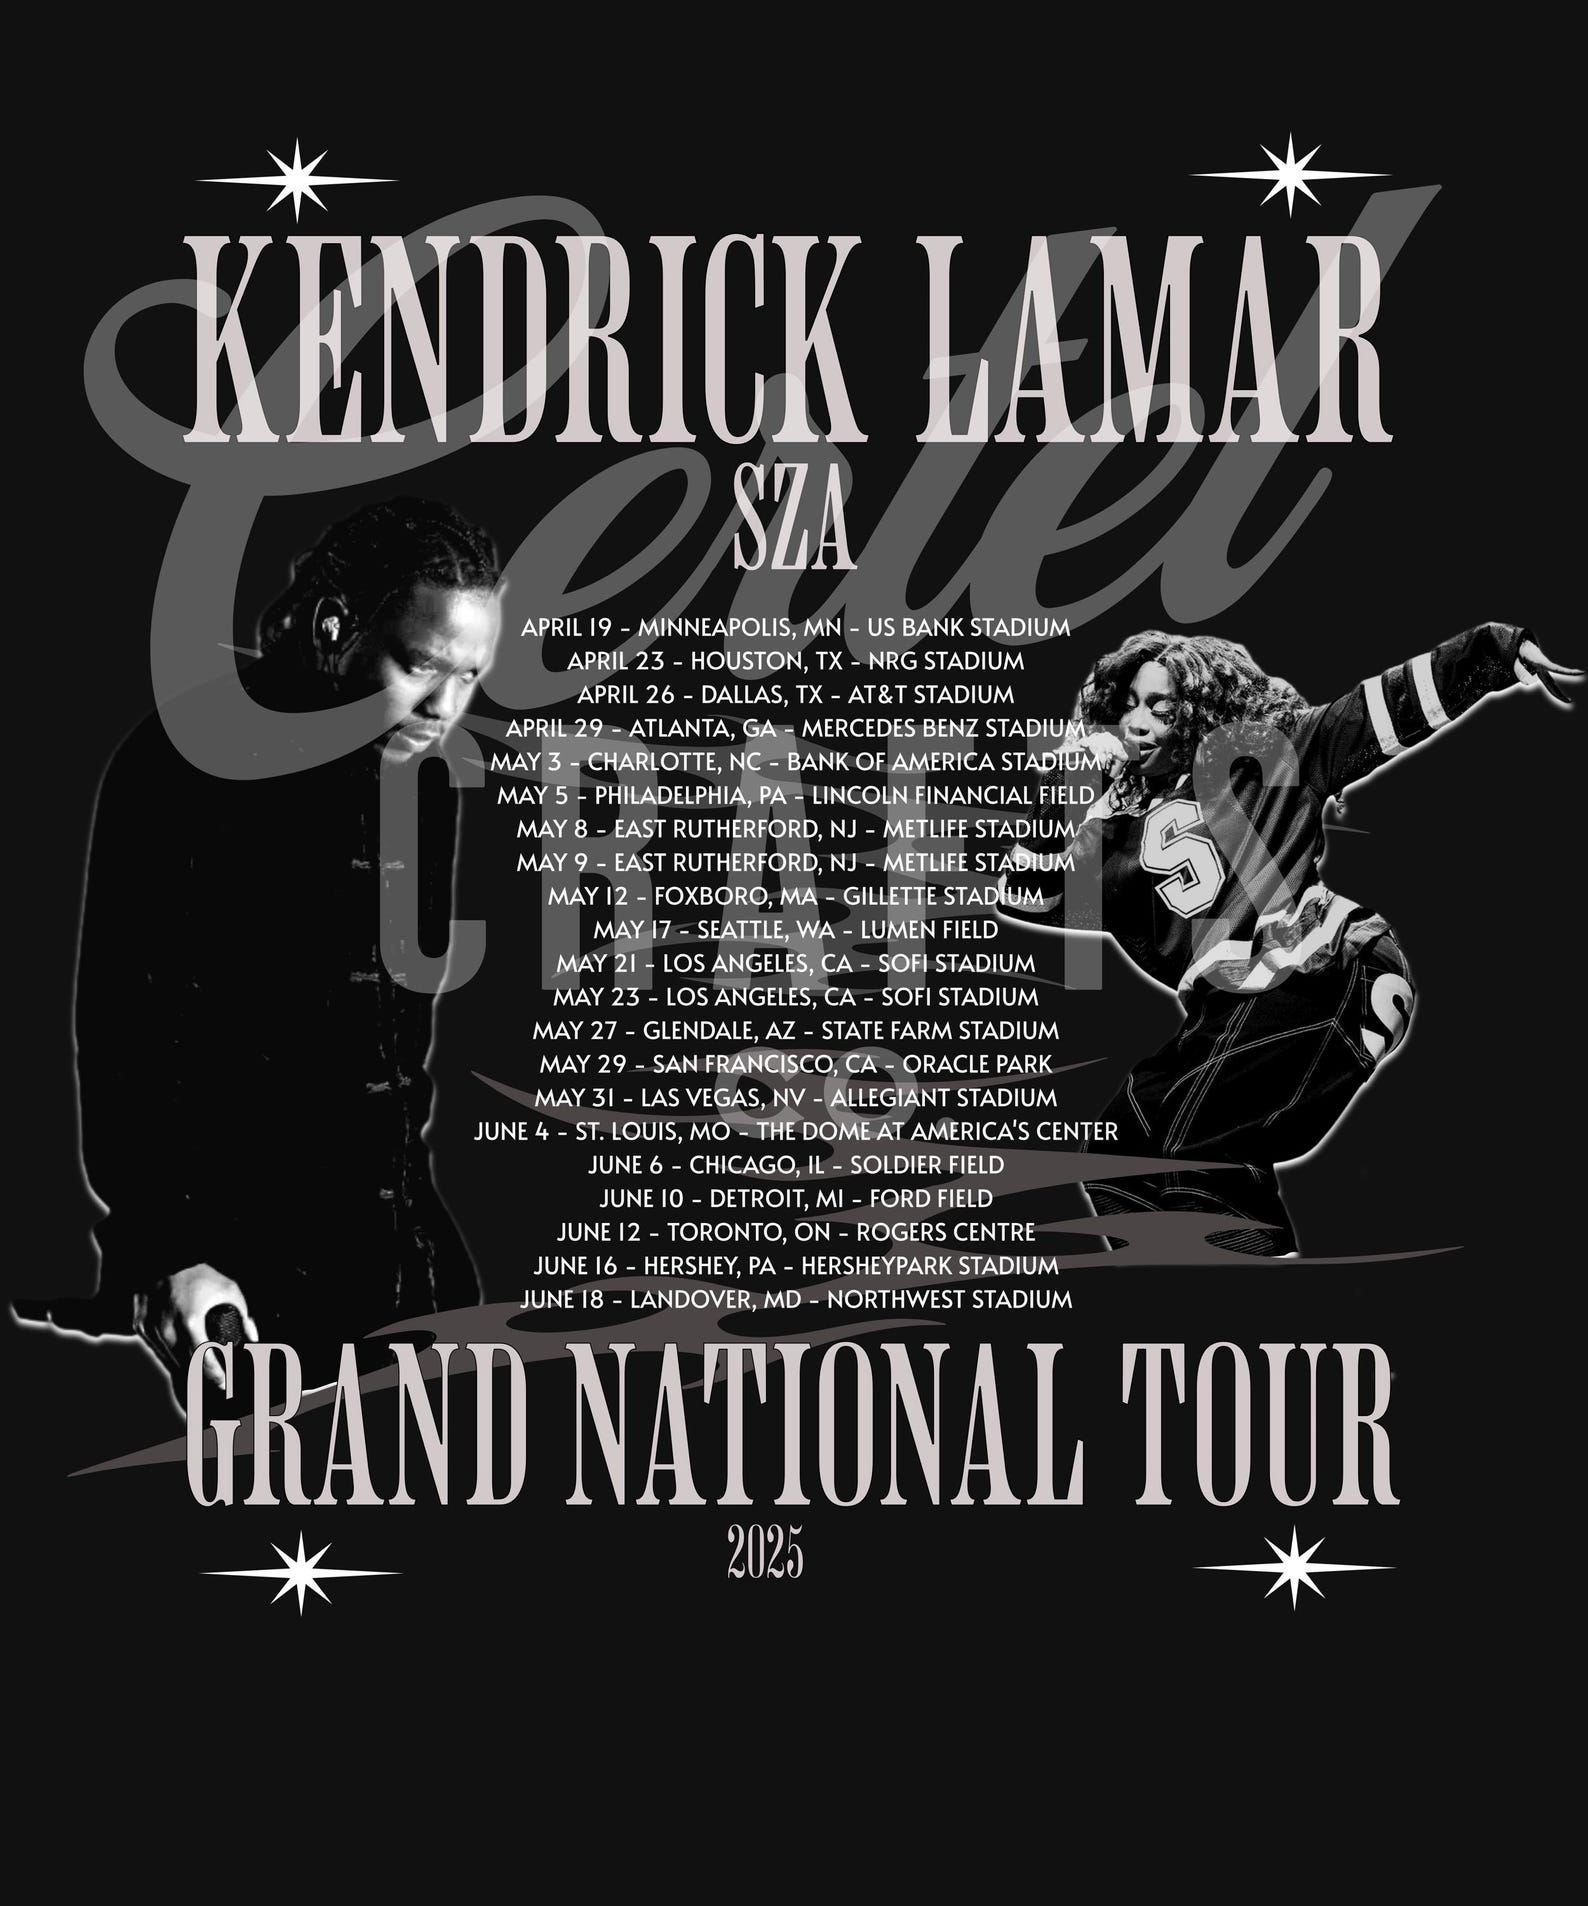 KENDRICK LAMAR
SZA
APRIL 19 - MINNEAPOLIS, MN - US BANK STADIUM
APRIL 23 - HOUSTON, TX - NRG STADIUM
APRIL 26 - DALLAS, TX - AT&T STADIUM
APRIL 29 - ATLANTA, GA - MERCEDES BENZ STADIUM
MAY 3 - CHARLOTTE, NC - BANK OF AMERICA STADIUM
MAY 5 - PHILADELPHIA, PA - LINCOLN FINANCIAL FIELD
MAY 8 - EAST RUTHERFORD, NJ - METLIFE STADIUM
MAY 9 - EAST RUTHERFORD, NJ - METLIFE STADIUM
MAY 12 - FOXBORO, MA - GILLETTE STADIUM
MAY 17 - SEATTLE, WA - LUMEN FIELD
MAY 21 - LOS ANGELES, CA - SOFI STADIUM
MAY 23 - LOS ANGELES, CA - SOFI STADIUM
MAY 27 - GLENDALE, AZ - STATE FARM STADIUM
MAY 29 - SAN FRANCISCO, CA - ORACLE PARK
MAY 31 - LAS VEGAS, NV - ALLEGIANT STADIUM
JUNE 4 - ST. LOUIS, MO - THE DOME AT AMERICA'S CENTER
JUNE 6 - CHICAGO, IL - SOLDIER FIELD
JUNE 10 - DETROIT, MI - FORD FIELD
JUNE 12 - TORONTO, ON - ROGERS CENTRE
JUNE 16 - HERSHEY, PA - HERSHEYPARK STADIUM
JUNE 18 - LANDOVER, MD - NORTHWEST STADIUM
GRAND NATIONAL TOUR
2025
CRAFTS
CO.
S
S